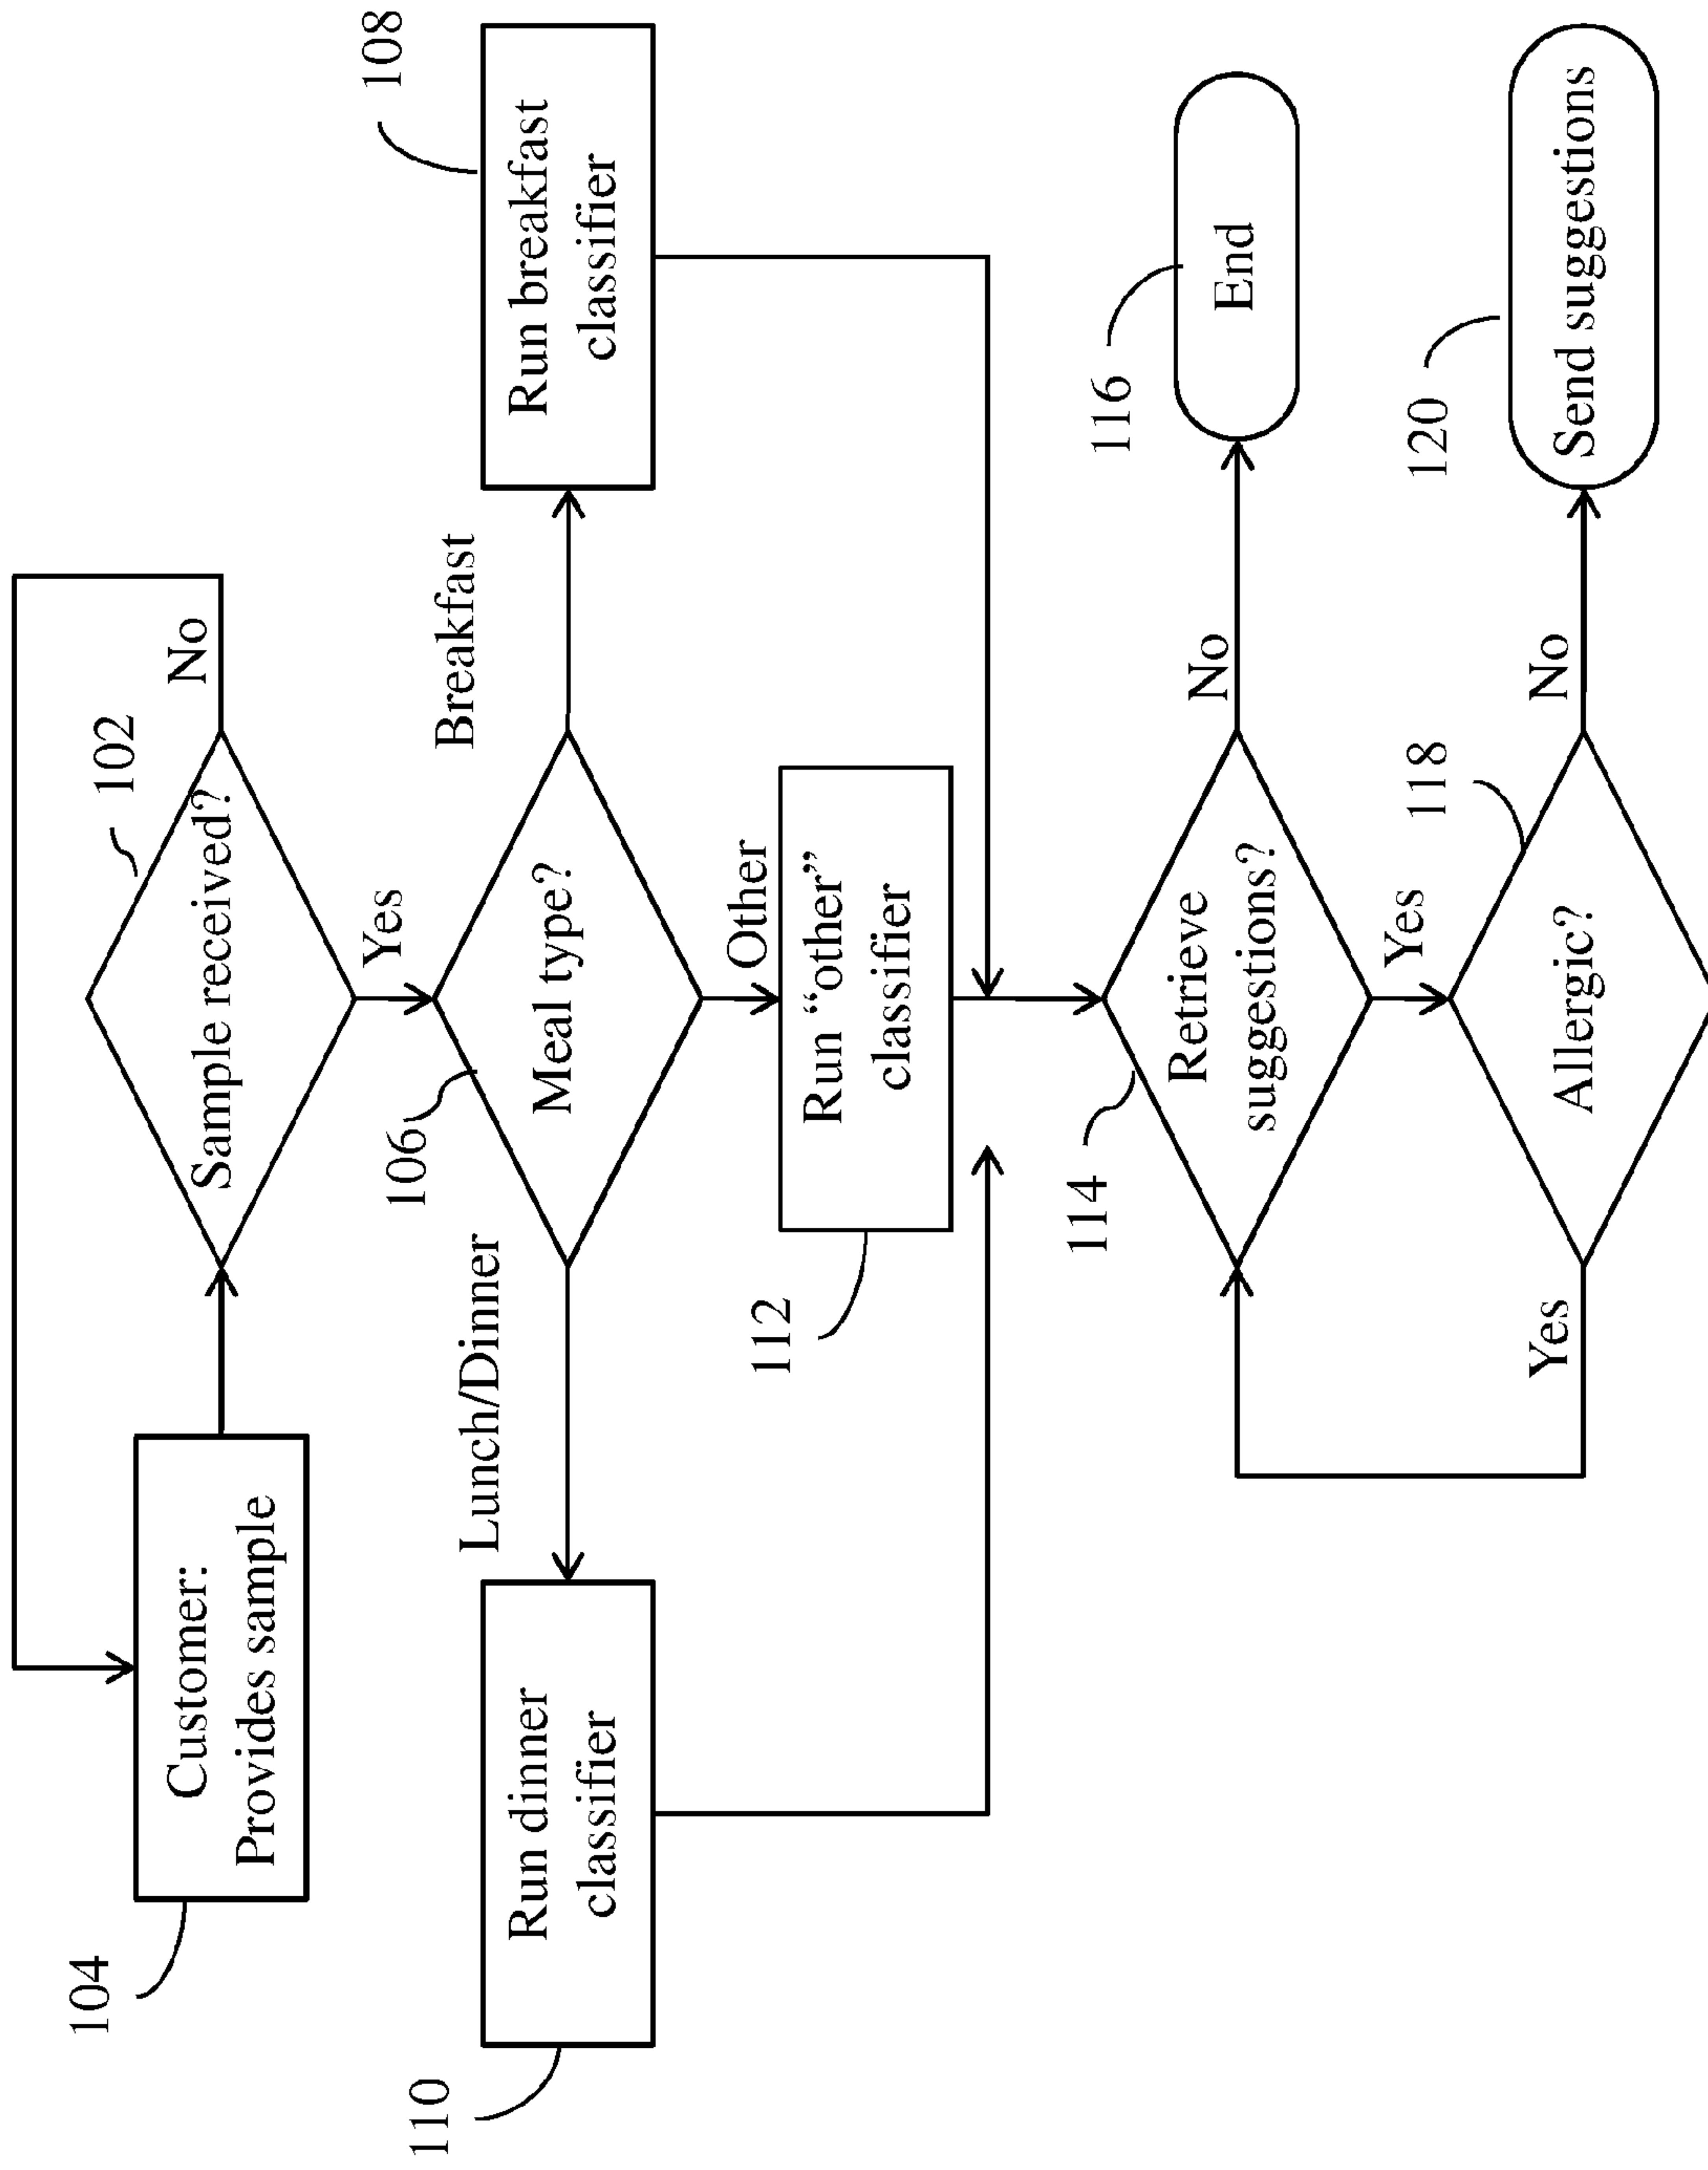 102
No
Sample received?
Yes
104
Customer:
Provides sample
106
Meal type?
Breakfast
108
Run breakfast
classifier
Lunch/Dinner
110
Run dinner
classifier
Other
112
Run “other”
classifier
114
Retrieve
suggestions?
No
116
End
Yes
118
Allergic?
Yes
No
120
Send suggestions